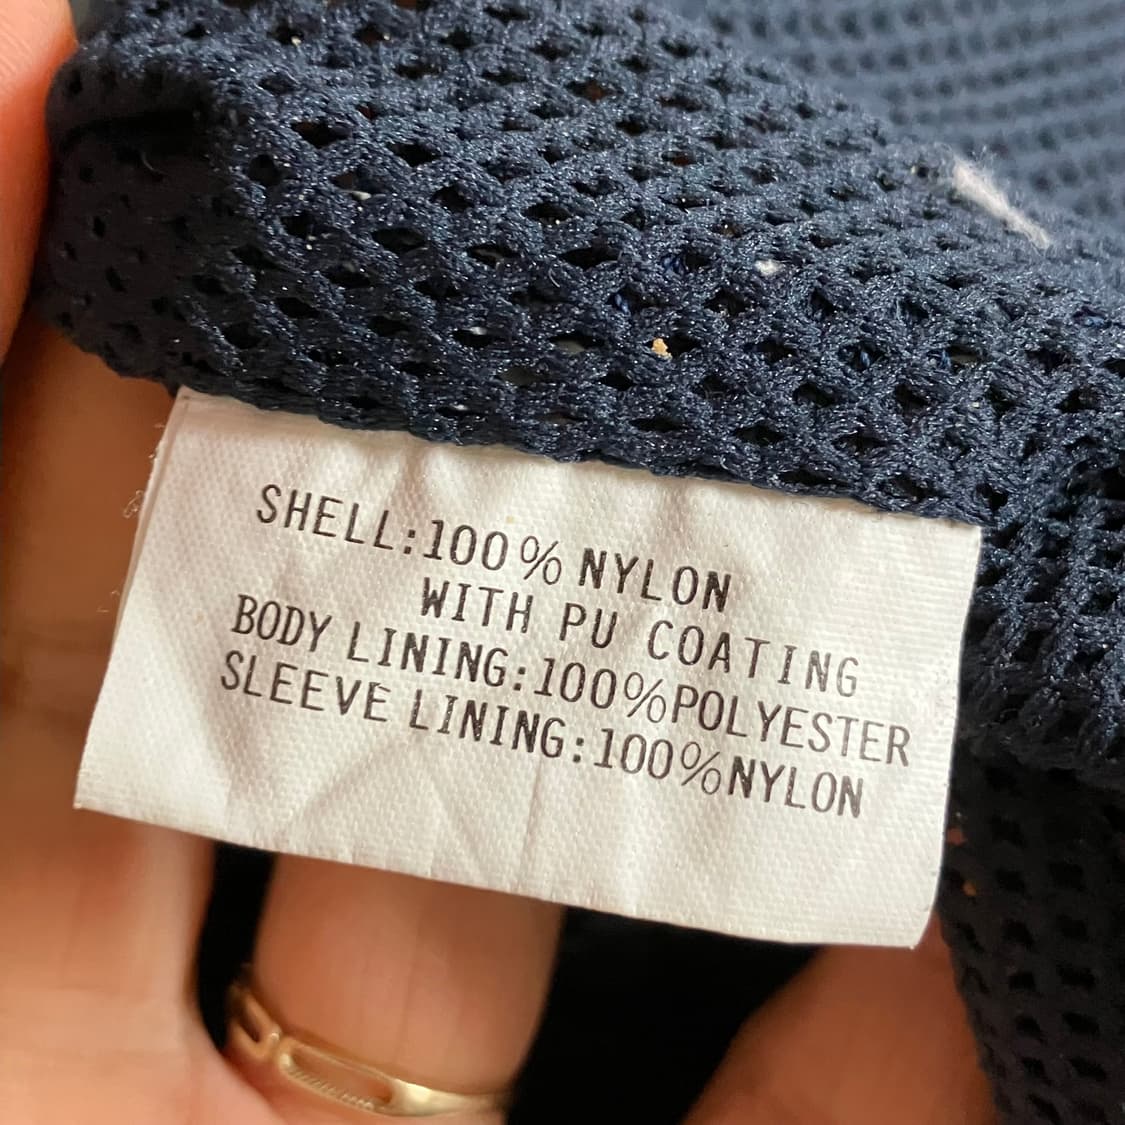 SHELL:100% NYLON
WITH PU COATING
BODY LINING:100%POLYESTER
SLEEVE LINING:100%NYLON